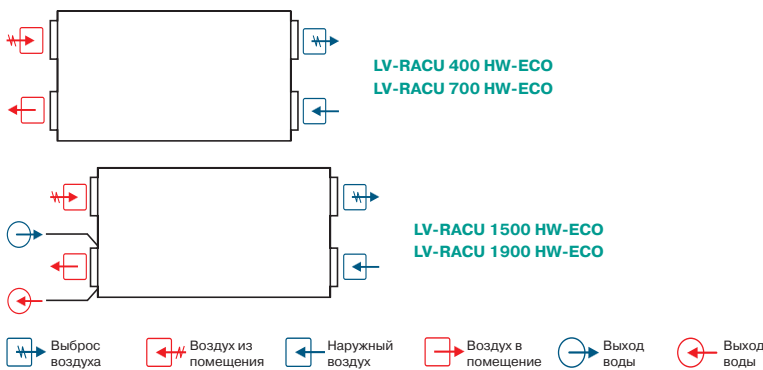 LV-RACU 400 HW-ECO
LV-RACU 700 HW-ECO
LV-RACU 1500 HW-ECO
LV-RACU 1900 HW-ECO
Выброс
воздуха
Воздух из
помещения
Наружный
воздух
Воздух в
помещение
Выход
воды
Выход
воды